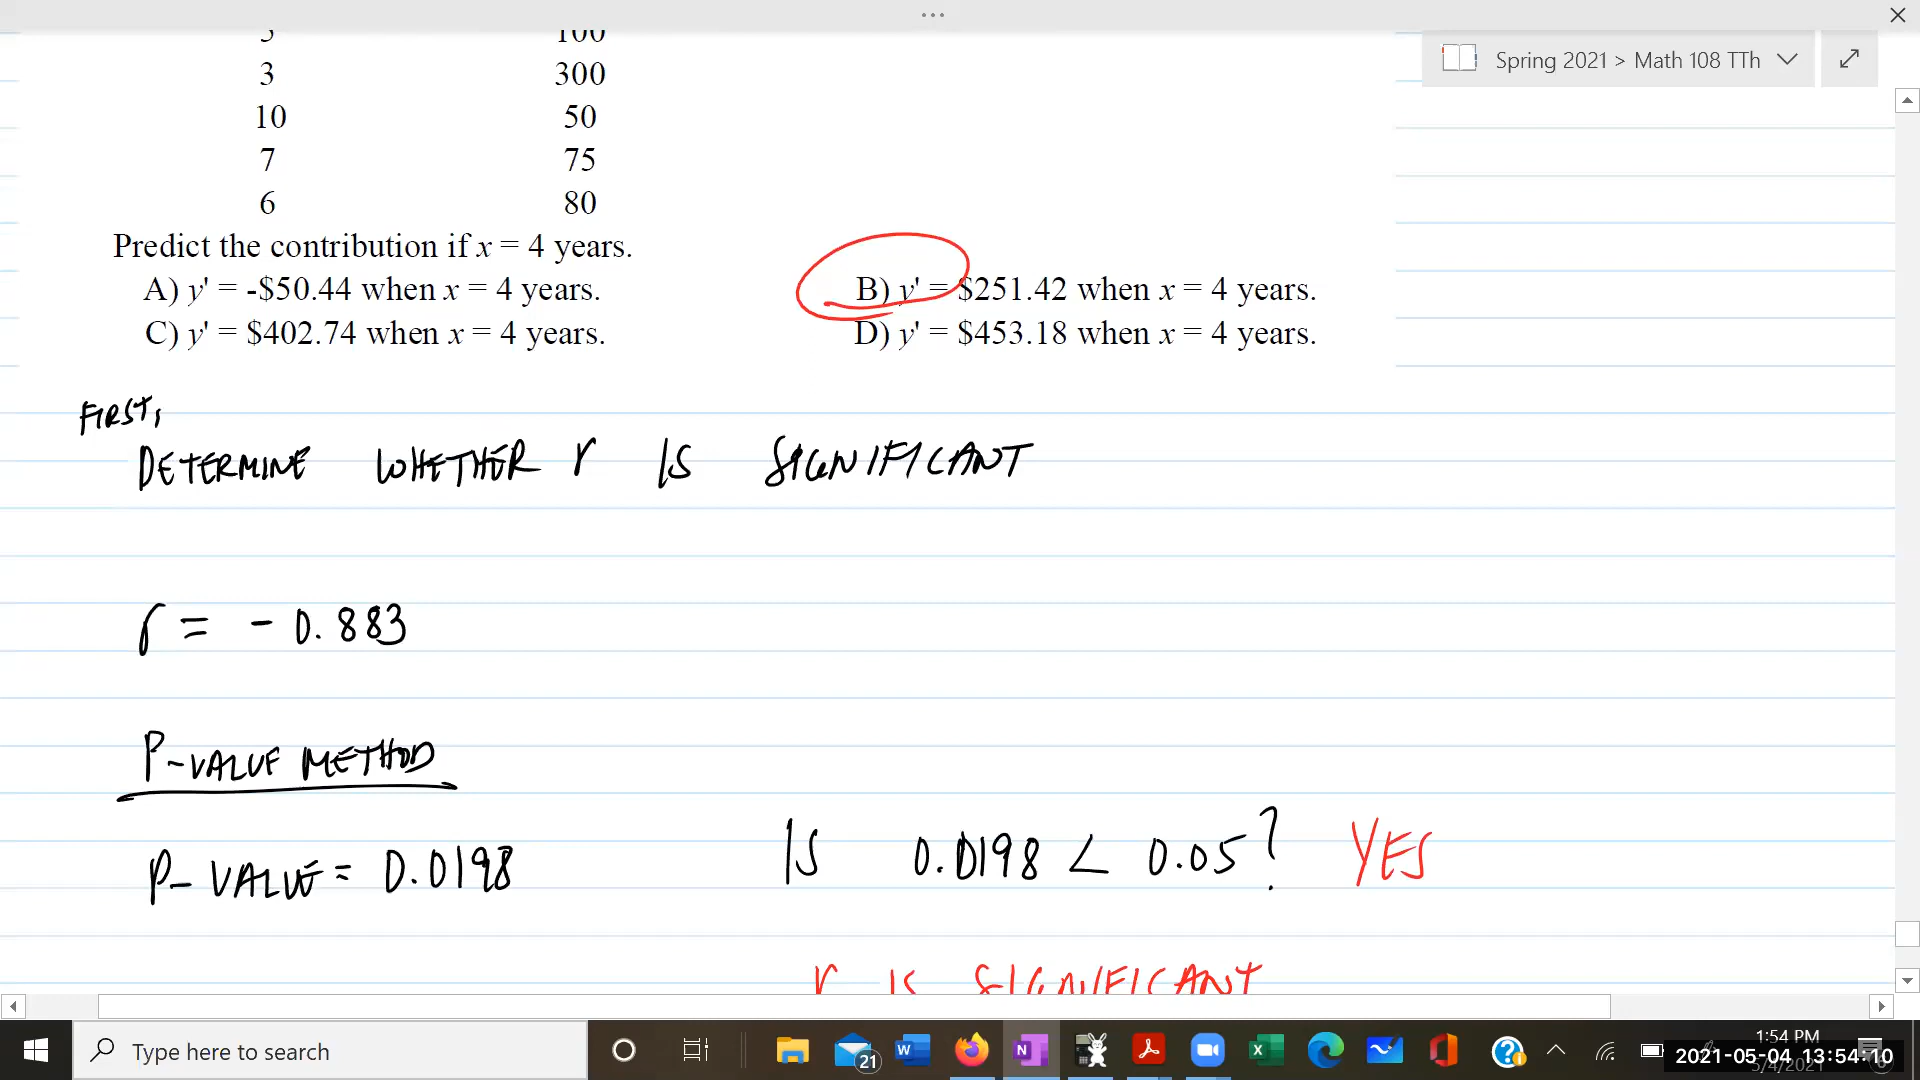 Spring 2021 > Math 108 TTh
5 100
3 300
10 50
7 75
6 80
Predict the contribution if x = 4 years.
A) y' = -$50.44 when x = 4 years. B) y' = $251.42 when x = 4 years.
C) y' = $402.74 when x = 4 years. D) y' = $453.18 when x = 4 years.
FIRST,
DETERMINE WHETHER r IS SIGNIFICANT
r = - 0.883
P-VALUE METHOD
P-VALUE = 0.0198 IS 0.0198 < 0.05? YES
r IS SIGNIFICANT
Type here to search
21
1:54 PM
2021-05-04 13:54:10